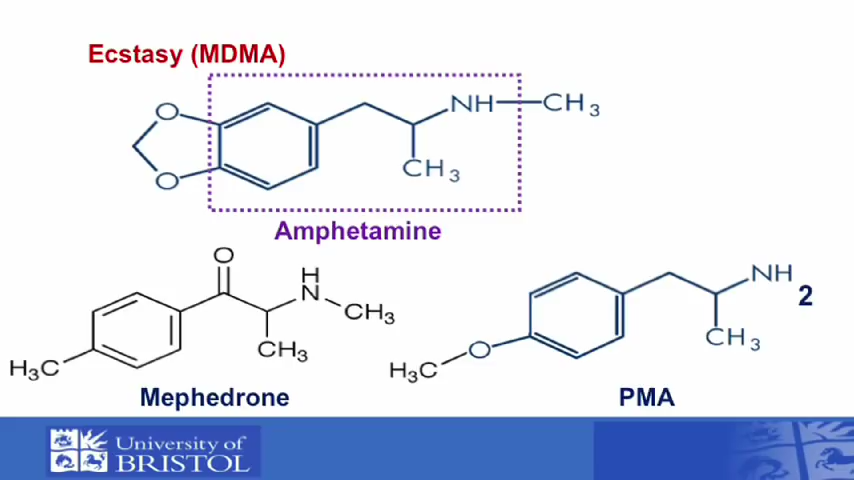 Ecstasy (MDMA)
O
NH CH3
O
CH3
Amphetamine
O
H
N
CH3
CH3
H3C
Mephedrone
NH
2
CH3
O
H3C
PMA
University of
BRISTOL